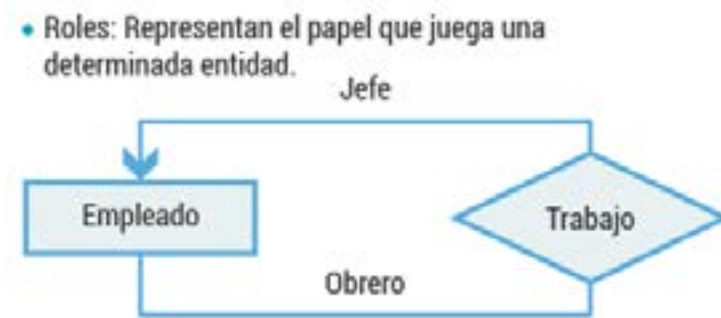 • Roles: Representan el papel que juega una
determinada entidad.
Jefe
Empleado
Trabajo
Obrero